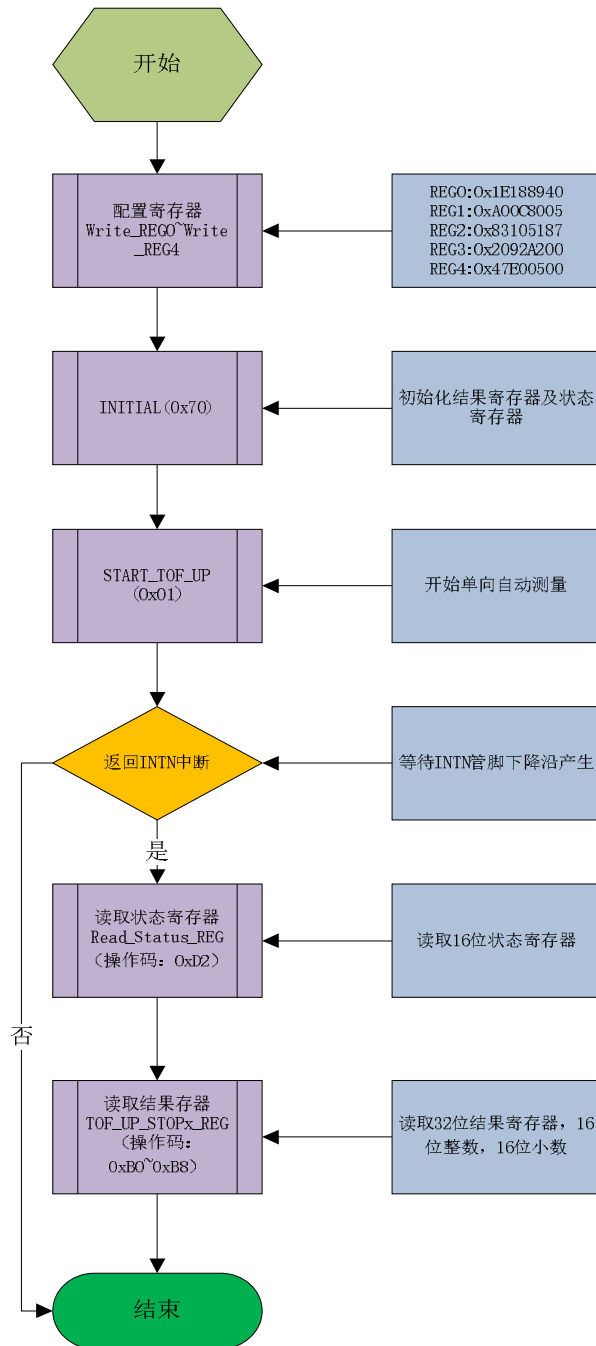 开始
配置寄存器
Write_REG0~Write
_REG4
REG0:0x1E188940
REG1:0xA00C8005
REG2:0x83105187
REG3:0x2092A200
REG4:0x47E00500
INITIAL(0x70)
初始化结果寄存器及状态
寄存器
START_TOF_UP
(0x01)
开始单向自动测量
返回INTN中断
等待INTN管脚下降沿产生
是
读取状态寄存器
Read_Status_REG
（操作码：0xD2）
读取16位状态寄存器
否
读取结果存器
TOF_UP_STOPx_REG
（操作码：
0xB0~0xB8）
读取32位结果寄存器，16
位整数，16位小数
结束